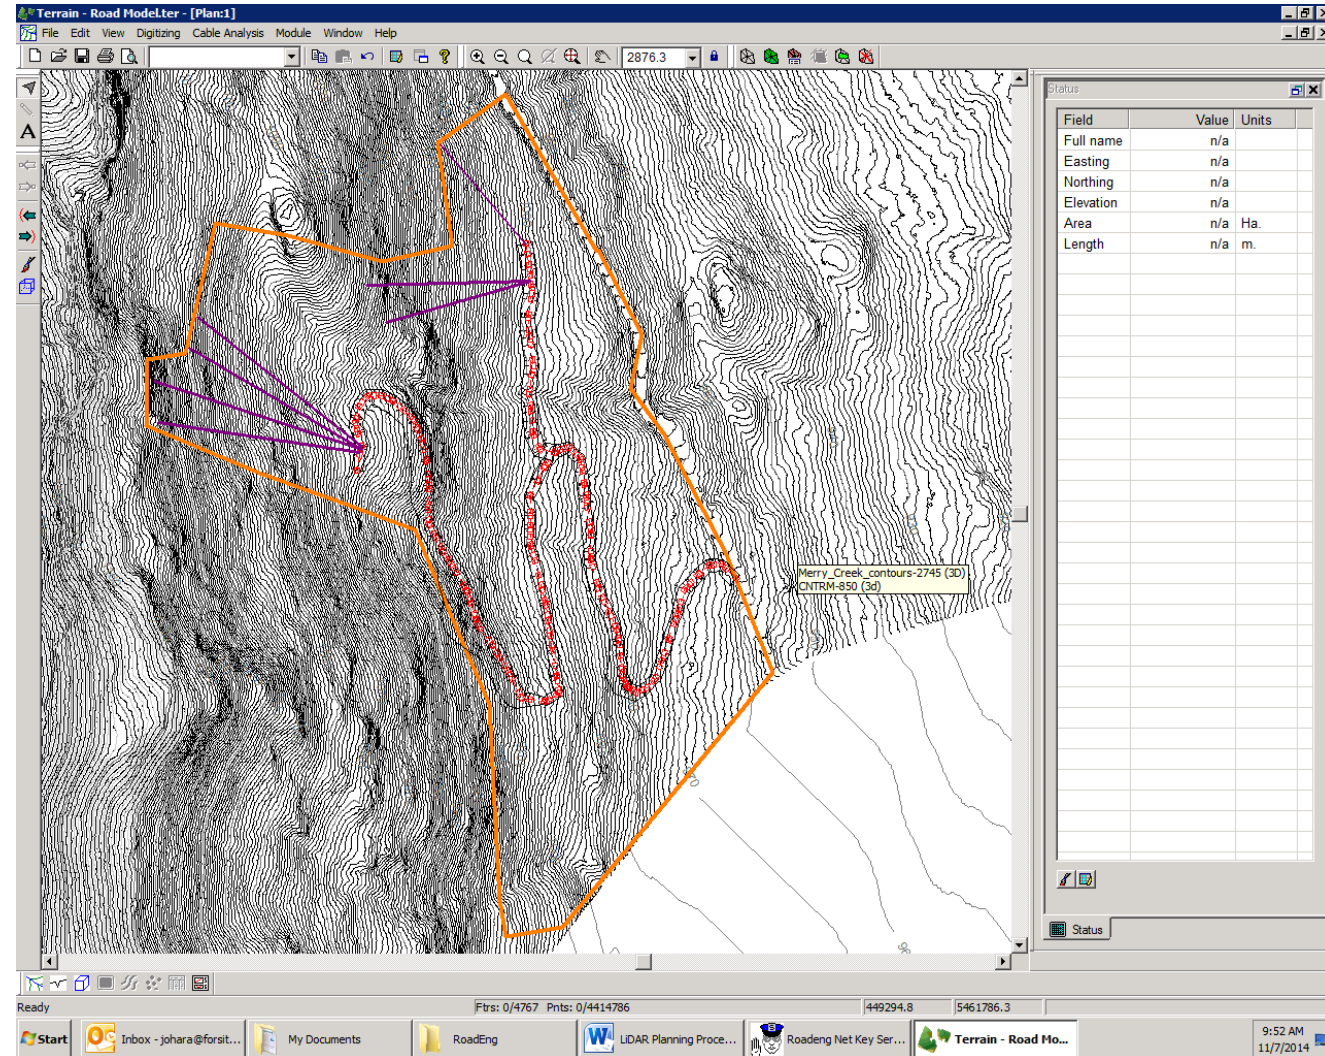 Terrain - Road Model.ter - [Plan:1]
File Edit View Digitizing Cable Analysis Module Window Help
2876.3
A
Status
Field Value Units
Full name n/a
Easting n/a
Northing n/a
Elevation n/a
Area n/a Ha.
Length n/a m.
Merry_Creek_contours-2745 (3D)
CNTRM-850 (3d)
Status
Ready Ftrs: 0/4767 Pnts: 0/4414786 449294.8 5461786.3
Start Inbox - johara@forsit... My Documents RoadEng LiDAR Planning Proce... Roadeng Net Key Ser... Terrain - Road Mo... 9:52 AM
11/7/2014